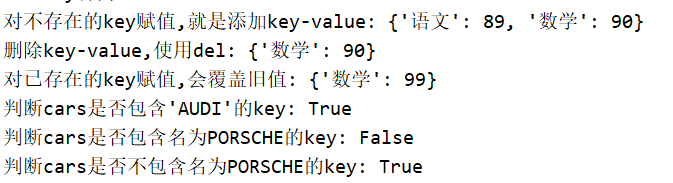 对不存在的key赋值,就是添加key-value: {'语文': 89, '数学': 90}
删除key-value,使用del: {'数学': 90}
对已存在的key赋值,会覆盖旧值: {'数学': 99}
判断cars是否包含'AUDI'的key: True
判断cars是否包含名为PORSCHE的key: False
判断cars是否不包含名为PORSCHE的key: True